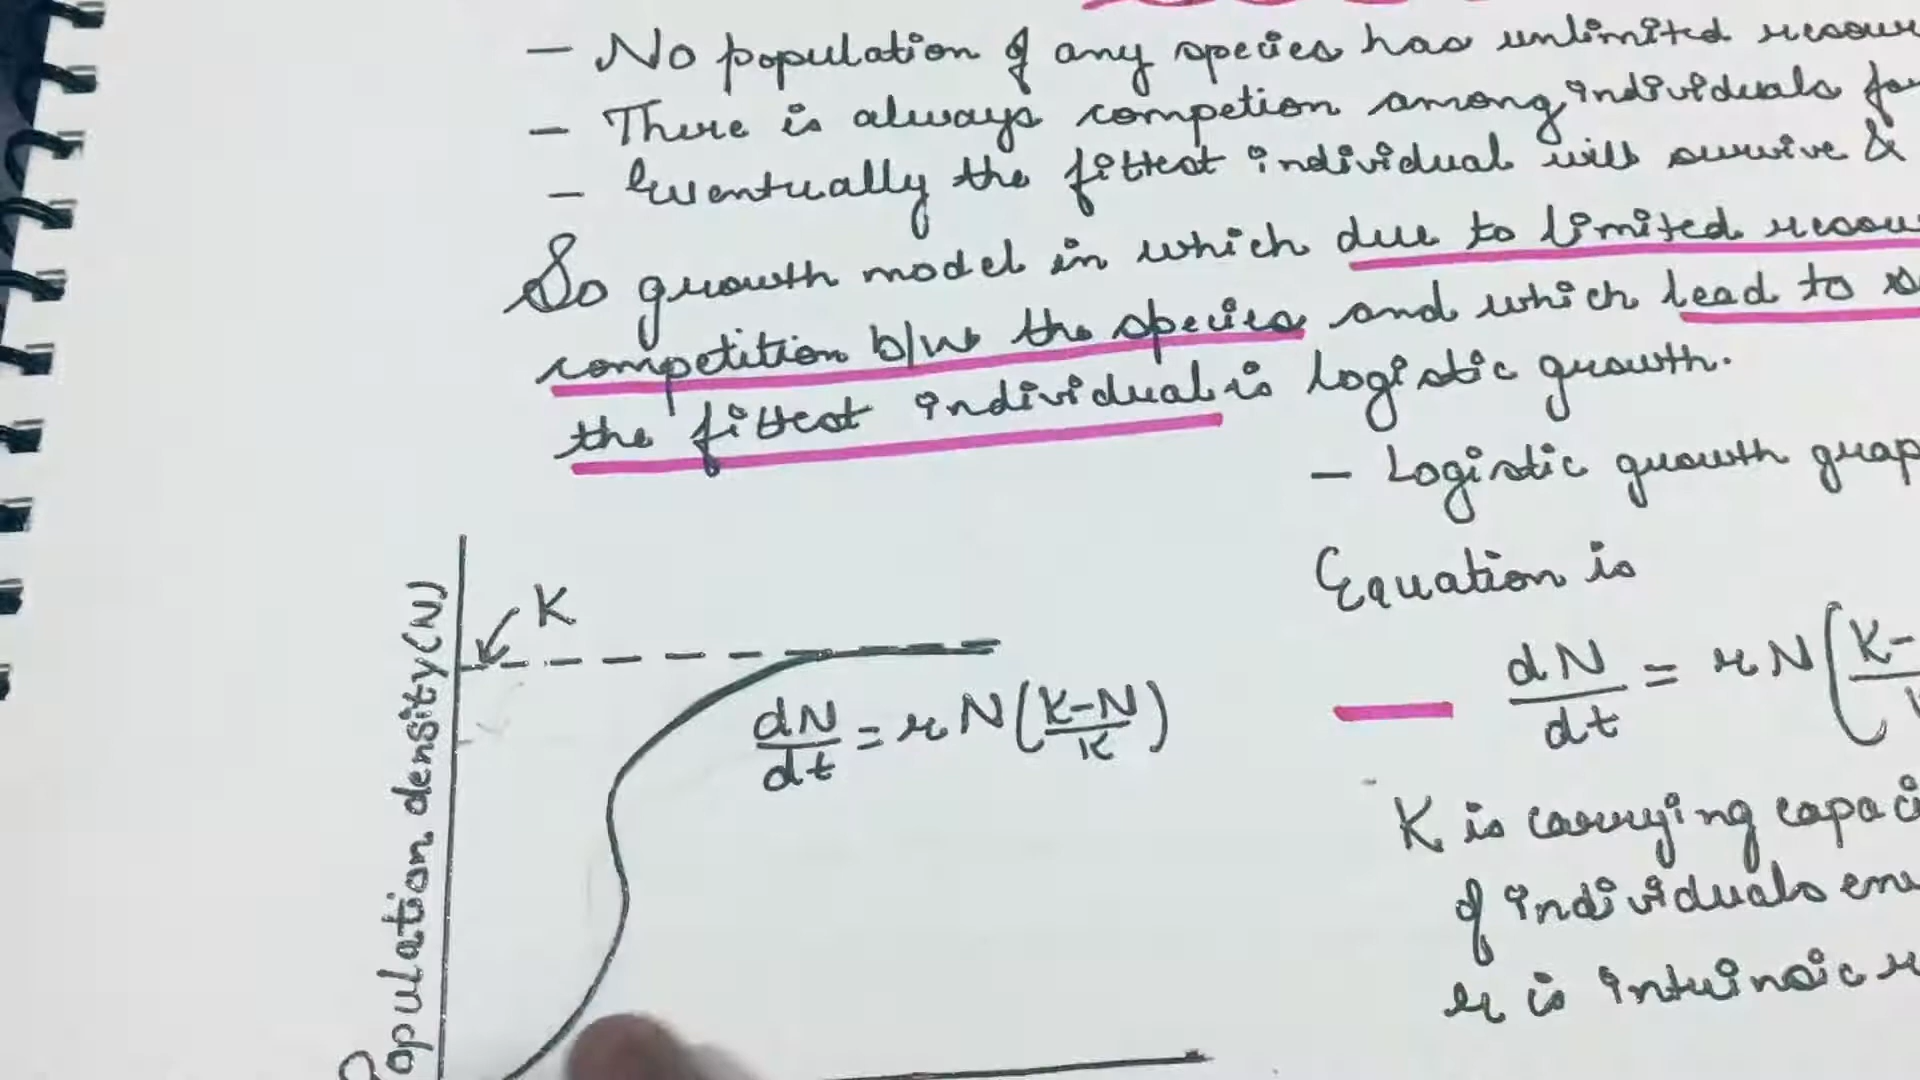 - No population of any species has unlimited
- There is always competion among individuals
- Eventually the fittest individual will survive &
So growth model in which due to limited
competition b/w the species and which lead to
the fittest individual is logistic growth.
- Logistic growth
Equation is
dN/dt = rN(K-
K is carrying
of individuals
r is intrinsic
K
dN/dt = rN(K-N/K)
Population density(N)